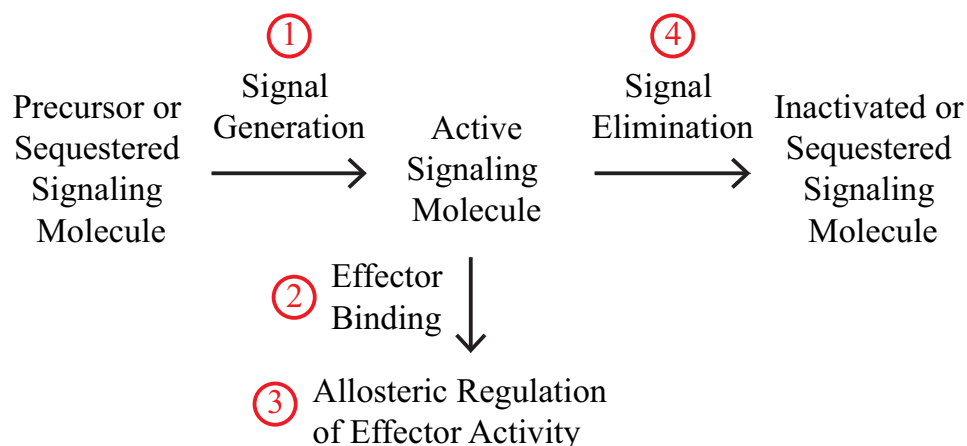 1
Signal
Generation
Precursor or
Sequestered
Signaling
Molecule
Active
Signaling
Molecule
4
Signal
Elimination
Inactivated or
Sequestered
Signaling
Molecule
2
Effector
Binding
3
Allosteric Regulation
of Effector Activity